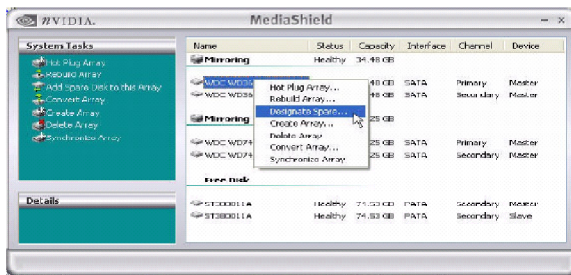 NVIDIA. MediaShield
System Tasks
Hot Plug Array
Rebuild Array
Add Spare Disk to this Array
Convert Array
Create Array
Delete Array
Synchronize Array
Details
Name Status Capacity Interface Channel Device
Mirroring Healthy 34.48 GB
WDC 48 GB SATA Primary Master
WDC WD36 48 GB SATA Secondary Master
Mirroring 25 GB
WDC WD74 25 GB SATA Primary Master
WDC WD74 25 GB SATA Secondary Master
Free Disk
ST380011A Healthy 74.53 GB PATA Secondary Master
ST380011A Healthy 74.53 GB PATA Secondary Slave
Hot Plug Array...
Rebuild Array...
Designate Spare...
Create Array...
Delete Array
Convert Array...
Synchronize Array